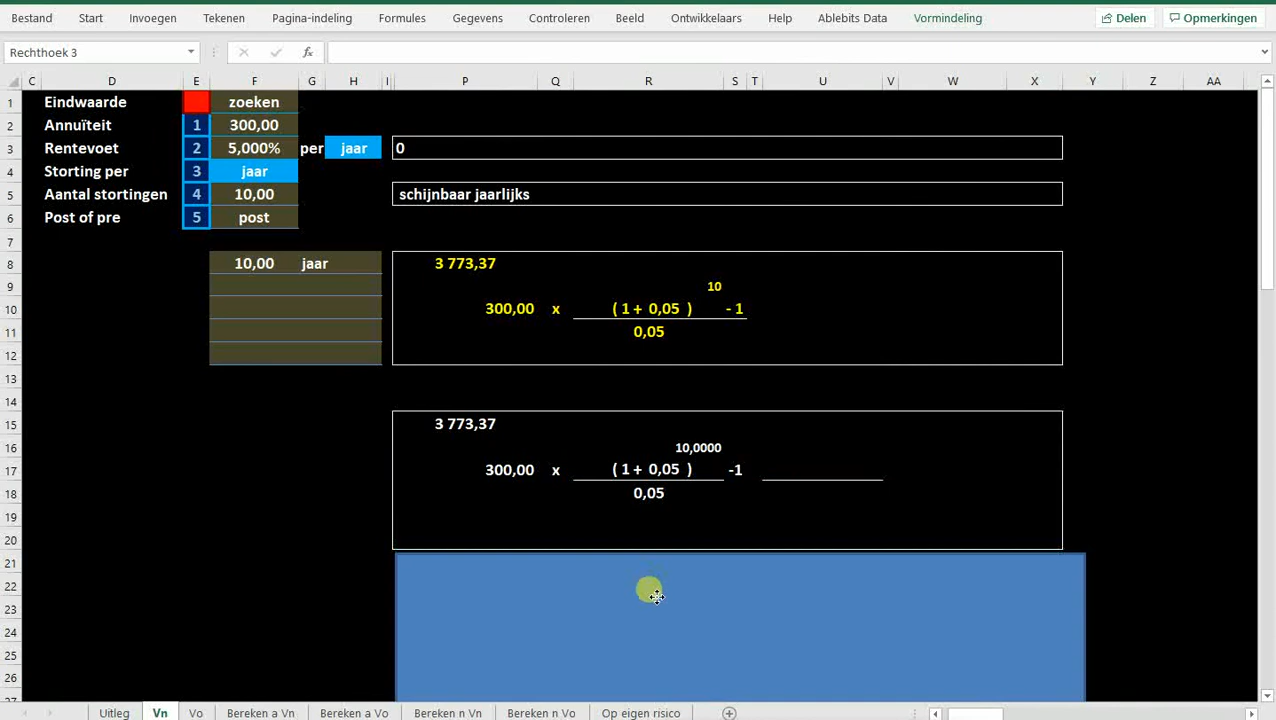 Bestand Start Invoegen Tekenen Pagina-indeling Formules Gegevens Controleren Beeld Ontwikkelaars Help Ablebits Data Vormindeling Delen Opmerkingen
Rechthoek 3 fx
C D E F G H I P Q R S T U V W X Y Z AA
1 Eindwaarde zoeken
2 Annuïteit 1 300,00
3 Rentevoet 2 5,000% per jaar 0
4 Storting per 3 jaar
5 Aantal stortingen 4 10,00 schijnbaar jaarlijks
6 Post of pre 5 post
7
8 10,00 jaar 3 773,37
9 10
10 300,00 x ( 1 + 0,05 ) - 1
11 0,05
12
13
14
15 3 773,37
16 10,0000
17 300,00 x ( 1 + 0,05 ) -1
18 0,05
19
20
21
22
23
24
25
26
27
Uitleg Vn Vo Bereken a Vn Bereken a Vo Bereken n Vn Bereken n Vo Op eigen risico